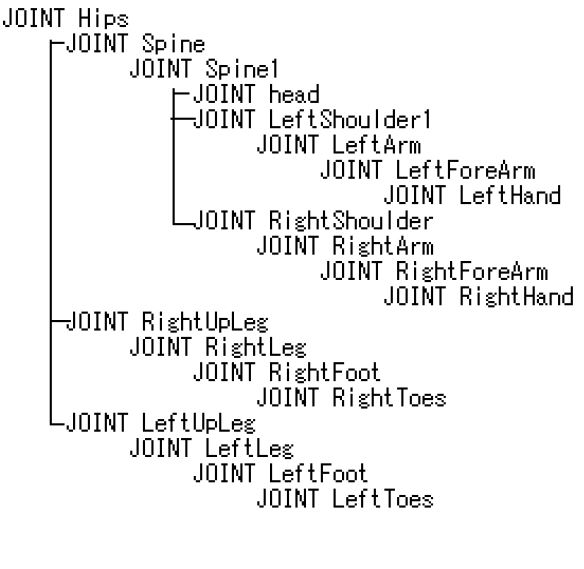 JOINT Hips
JOINT Spine
JOINT Spine1
JOINT head
JOINT LeftShoulder1
JOINT LeftArm
JOINT LeftForeArm
JOINT LeftHand
JOINT RightShoulder
JOINT RightArm
JOINT RightForeArm
JOINT RightHand
JOINT RightUpLeg
JOINT RightLeg
JOINT RightFoot
JOINT RightToes
JOINT LeftUpLeg
JOINT LeftLeg
JOINT LeftFoot
JOINT LeftToes